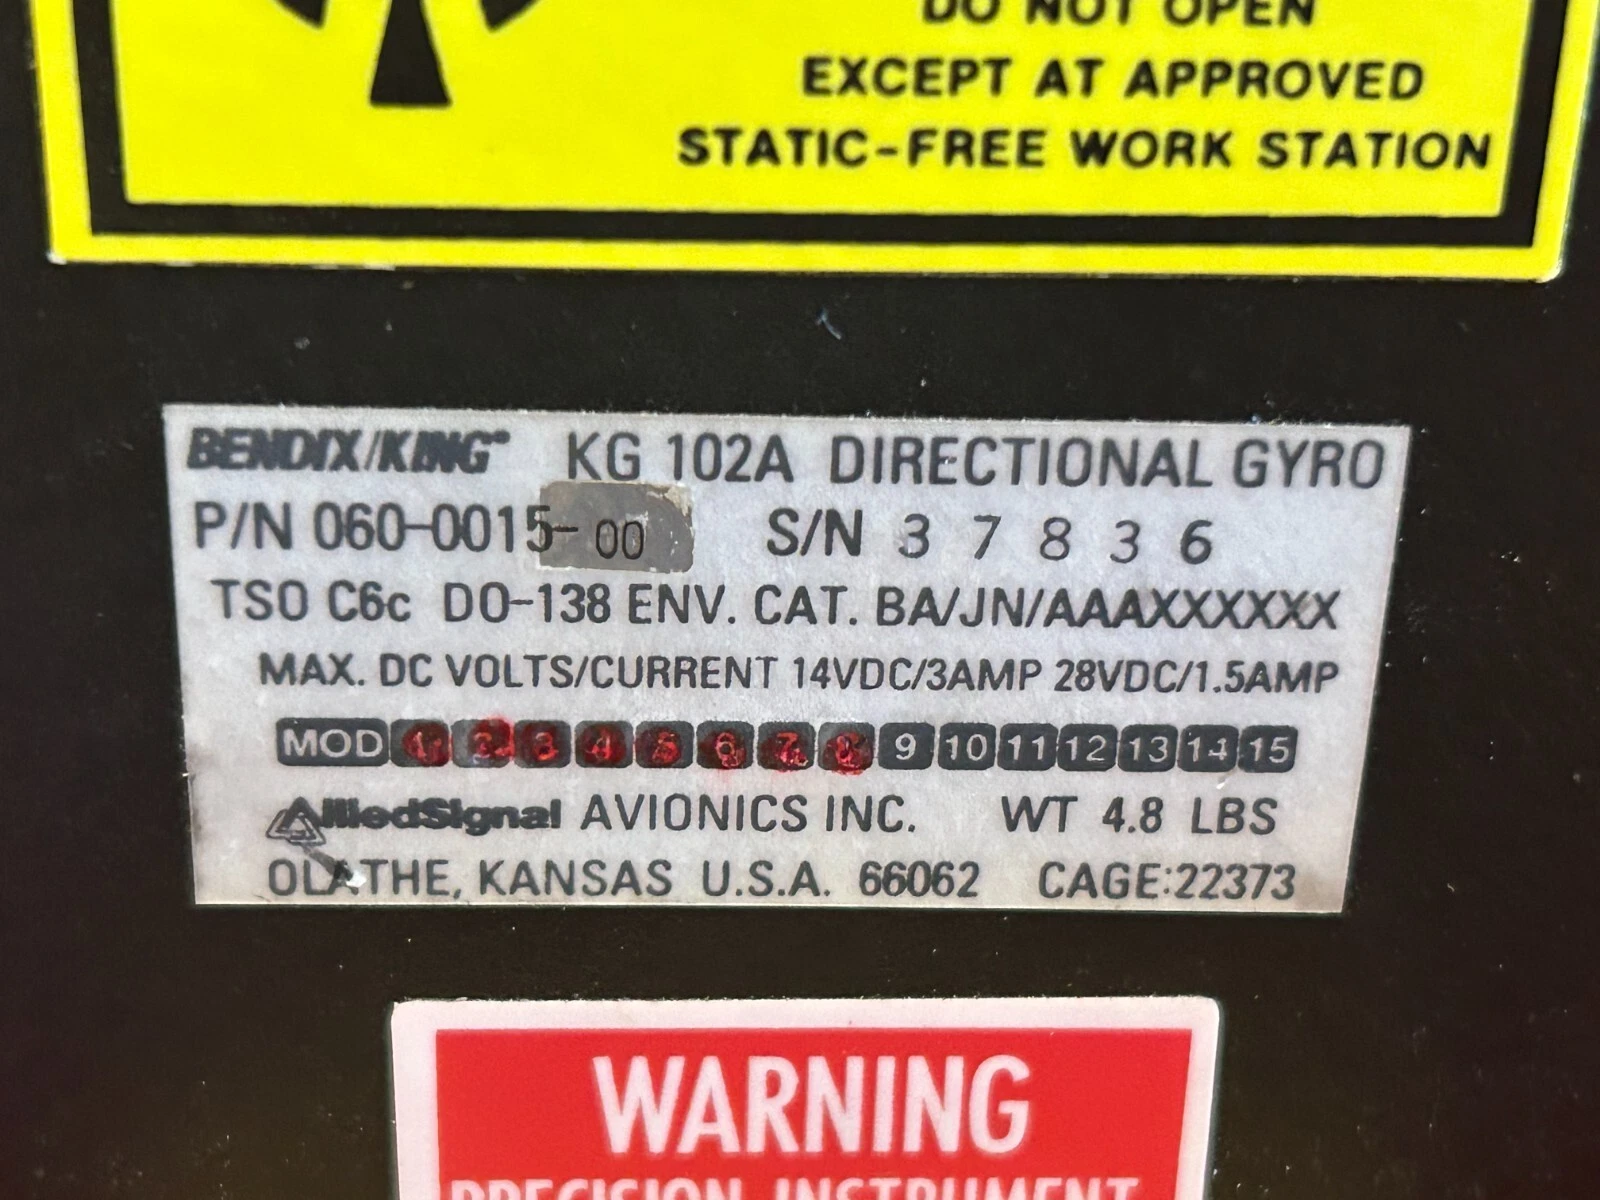 DO NOT OPEN
EXCEPT AT APPROVED
STATIC-FREE WORK STATION
BENDIX/KING KG 102A DIRECTIONAL GYRO
P/N 060-0015-00 S/N 37836
TSO C6c DO-138 ENV. CAT. BA/JN/AAAXXXXXX
MAX. DC VOLTS/CURRENT 14VDC/3AMP 28VDC/1.5AMP
MOD 1 2 3 4 5 6 7 8 9 10 11 12 13 14 15
AlliedSignal AVIONICS INC. WT 4.8 LBS
OLATHE, KANSAS U.S.A. 66062 CAGE:22373
WARNING
PRECISION INSTRUMENT